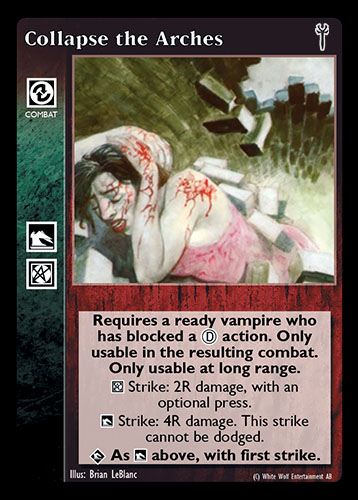 Collapse the Arches
COMBAT
Requires a ready vampire who
has blocked a D action. Only
usable in the resulting combat.
Only usable at long range.
Strike: 2R damage, with an
optional press.
Strike: 4R damage. This strike
cannot be dodged.
As above, with first strike.
Illus: Brian LeBlanc
(C) White Wolf Entertainment AB